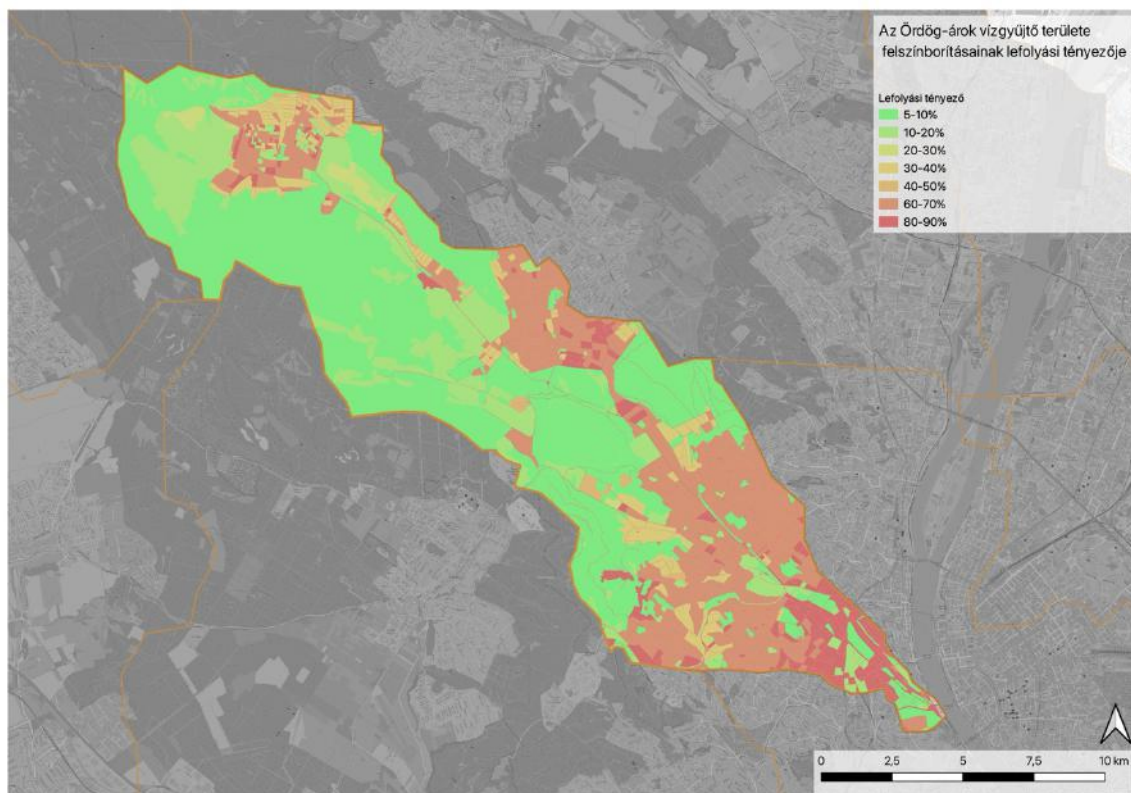 Az Ördög-árok vízgyűjtő területe
felszínborításainak lefolyási tényezője
Lefolyási tényező
5-10%
10-20%
20-30%
30-40%
40-50%
60-70%
80-90%
0 2,5 5 7,5 10 km